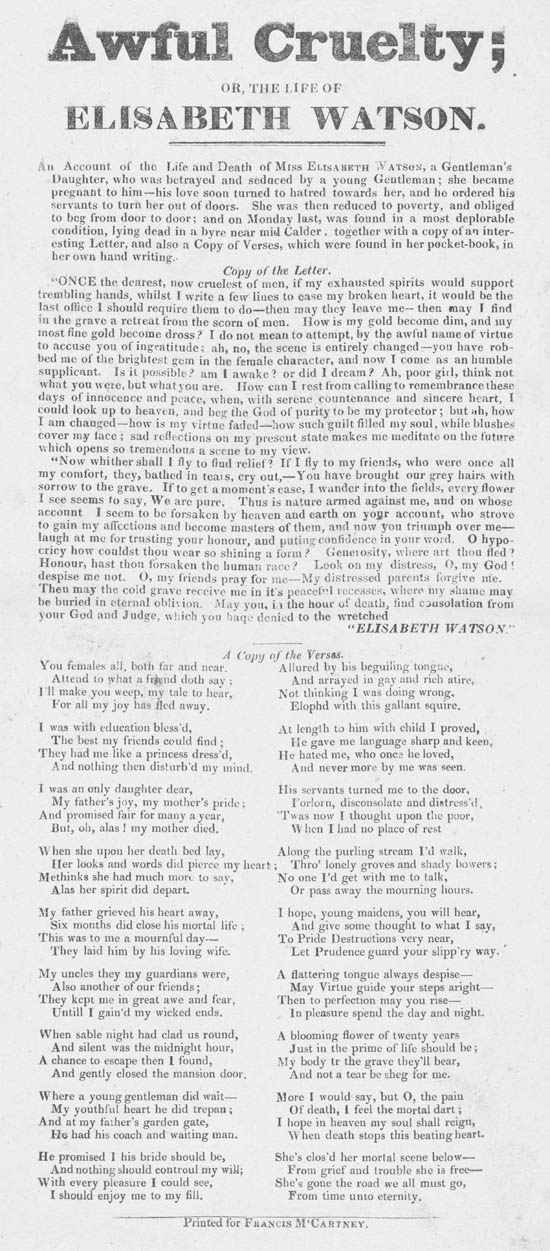 Awful Cruelty;
OR, THE LIFE OF
ELISABETH WATSON.
An Account of the Life and Death of Miss Elisabeth Watson, a Gentleman's
Daughter, who was betrayed and seduced by a young Gentleman; she became
pregnant to him—his love soon turned to hatred towards her, and he ordered his
servants to turn her out of doors. She was then reduced to poverty, and obliged
to beg from door to door; and on Monday last, was found in a most deplorable
condition, lying dead in a byre near mid Calder. together with a copy of an inter-
esting Letter, and also a Copy of Verses, which were found in her pocket-book, in
her own hand writing.
Copy of the Letter.
"ONCE the dearest, now cruelest of men, if my exhausted spirits would support
trembling hands, whilst I write a few lines to ease my broken heart, it would be the
last office I should require them to do—then may they leave me—then may I find
in the grave a retreat from the scorn of men. How is my gold become dim, and my
most fine gold become dross? I do not mean to attempt, by the awful name of virtue
to accuse you of ingratitude; ah, no, the scene is entirely changed—you have rob-
bed me of the brightest gem in the female character, and now I come as an humble
supplicant. Is it possible? am I awake? or did I dream? Ah, poor girl, think not
what you were, but what you are. How can I rest from calling to remembrance these
days of innocence and peace, when, with serene countenance and sincere heart, I
could look up to heaven, and beg the God of purity to be my protector; but ah, how
I am changed—how is my virtue faded—how such guilt filled my soul, while blushes
cover my face; sad reflections on my present state makes me meditate on the future
which opens so tremendous a scene to my view.
"Now whither shall I fly to find relief? If I fly to my friends, who were once all
my comfort, they, bathed in tears, cry out,—You have brought our grey hairs with
sorrow to the grave. If to get a moment's ease, I wander into the fields, every flower
I see seems to say, We are pure. Thus is nature armed against me, and on whose
account I seem to be forsaken by heaven and earth on your account, who strove
to gain my affections and become masters of them, and now you triumph over me—
laugh at me for trusting your honour, and puting confidence in your word. O hypo-
cricy how couldst thou wear so shining a form? Generosity, where art thou fled?
Honour, hast thou forsaken the human race? Look on my distress, O, my God!
despise me not. O, my friends pray for me—My distressed parents forgive me.
Then may the cold grave receive me in it's peaceful recesses, where my shame may
be buried in eternal oblivion. May you, in the hour of death, find consolation from
your God and Judge, which you haqe denied to the wretched
"ELISABETH WATSON."
A Copy of the Verses.
You females all, both far and near,
Attend to what a friend doth say;
I'll make you weep, my tale to hear,
For all my joy has fled away.
I was with education bless'd,
The best my friends could find;
They had me like a princess dress'd,
And nothing then disturb'd my mind.
I was an only daughter dear,
My father's joy, my mother's pride;
And promised fair for many a year,
But, oh, alas! my mother died.
When she upon her death bed lay,
Her looks and words did pierce my heart;
Methinks she had much more to say,
Alas her spirit did depart.
My father grieved his heart away,
Six months did close his mortal life;
This was to me a mournful day—
They laid him by his loving wife.
My uncles they my guardians were,
Also another of our friends;
They kept me in great awe and fear,
Untill I gain'd my wicked ends.
When sable night had clad us round,
And silent was the midnight hour,
A chance to escape then I found,
And gently closed the mansion door.
Where a young gentleman did wait—
My youthful heart he did trepan;
And at my father's garden gate,
He had his coach and waiting man.
He promised I his bride should be,
And nothing should controul my will;
With every pleasure I could see,
I should enjoy me to my fill.
Allured by his beguiling tongue,
And arrayed in gay and rich atire,
Not thinking I was doing wrong,
Elophd with this gallant squire.
At length to him with child I proved,
He gave me language sharp and keen,
He hated me, who once he loved,
And never more by me was seen.
His servants turned me to the door,
Forlorn, disconsolate and distress'd,
'Twas now I thought upon the poor,
When I had no place of rest
Along the purling stream I'd walk,
Thro' lonely groves and shady bowers;
No one I'd get with me to talk,
Or pass away the mourning hours.
I hope, young maidens, you will hear,
And give some thought to what I say,
To Pride Destructions very near,
Let Prudence guard your slipp'ry way.
A flattering tongue always despise—
May Virtue guide your steps aright—
Then to perfection may you rise—
In pleasure spend the day and night.
A blooming flower of twenty years
Just in the prime of life should be;
My body tr the grave they'll bear,
And not a tear be sheg for me.
More I would say, but O, the pain
Of death, i feel the mortal dart;
I hope in heaven my soul shall reign,
When death stops this beating heart.
She's clos'd her mortal scene below—
From grief and trouble she is free—
She's gone the road we all must go,
From time unto eternity.
Printed for Francis M'Cartney.